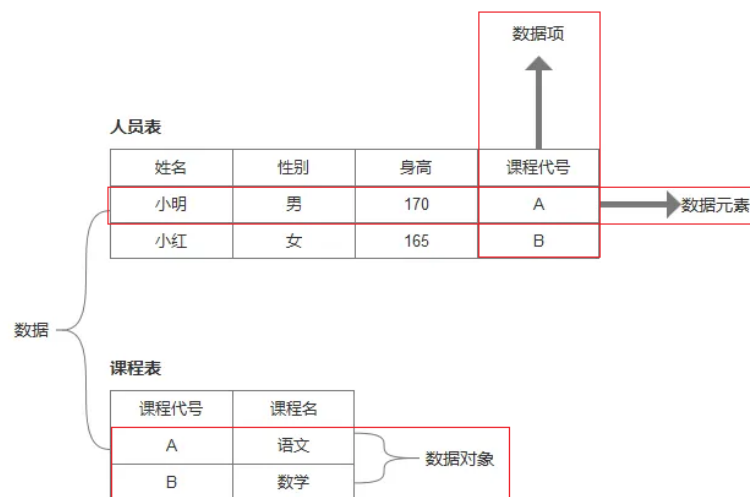 数据项
人员表
姓名 性别 身高 课程代号
小明 男 170 A
数据元素
小红 女 165 B
数据
课程表
课程代号 课程名
A 语文
数据对象
B 数学